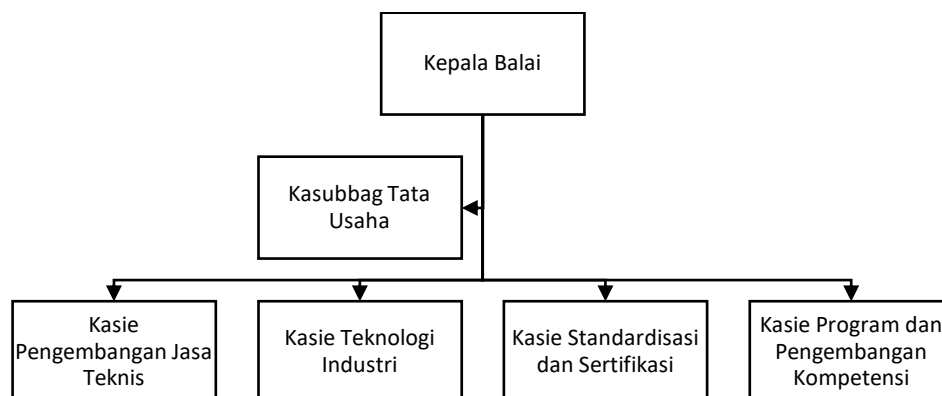 Kepala Balai
Kasubbag Tata
Usaha
Kasie
Pengembangan Jasa
Teknis
Kasie Teknologi
Industri
Kasie Standardisasi
dan Sertifikasi
Kasie Program dan
Pengembangan
Kompetensi